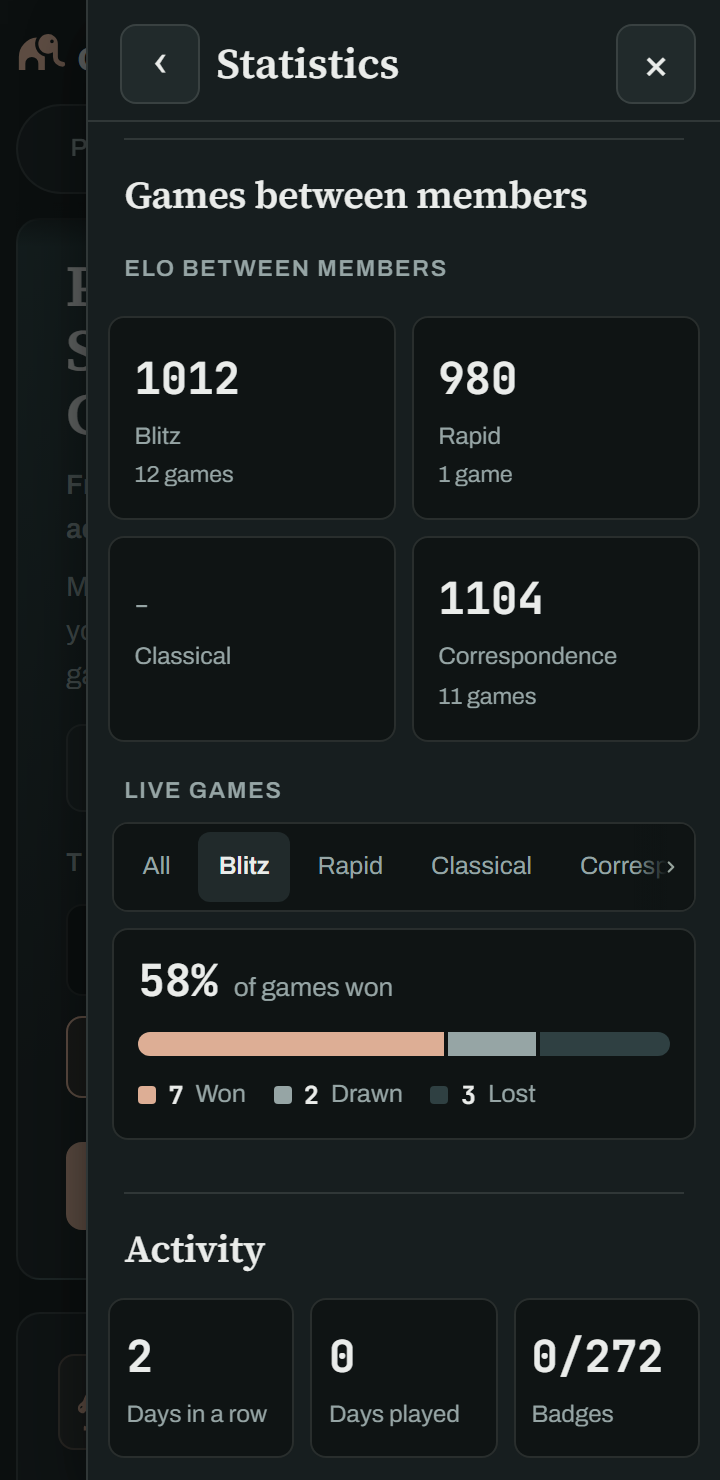 ‹ Statistics ×
Games between members
ELO BETWEEN MEMBERS
1012
Blitz
12 games
980
Rapid
1 game
–
Classical
1104
Correspondence
11 games
LIVE GAMES
All Blitz Rapid Classical Corresp ›
58% of games won
7 Won 2 Drawn 3 Lost
Activity
2
Days in a row
0
Days played
0/272
Badges